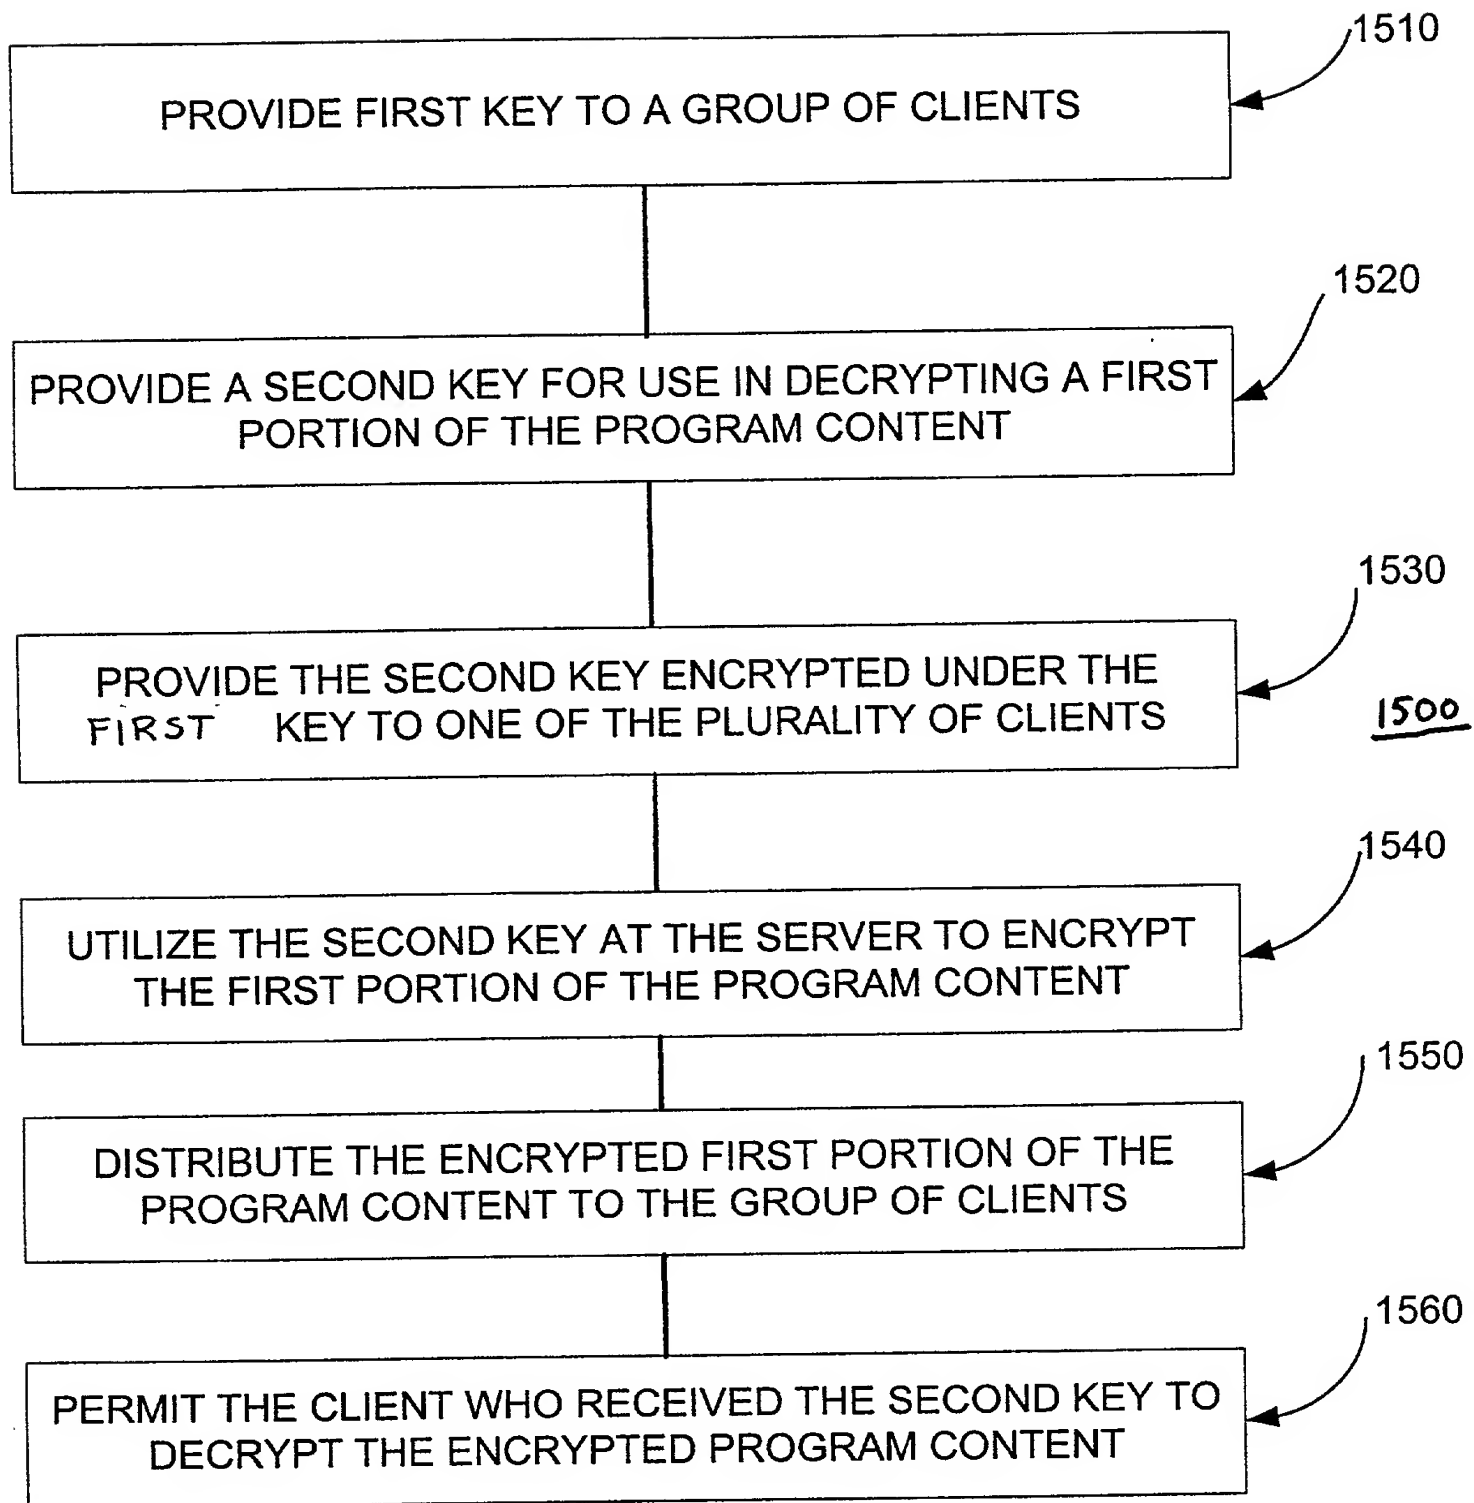 1510
PROVIDE FIRST KEY TO A GROUP OF CLIENTS
1520
PROVIDE A SECOND KEY FOR USE IN DECRYPTING A FIRST
PORTION OF THE PROGRAM CONTENT
1530
PROVIDE THE SECOND KEY ENCRYPTED UNDER THE
FIRST KEY TO ONE OF THE PLURALITY OF CLIENTS
1500
1540
UTILIZE THE SECOND KEY AT THE SERVER TO ENCRYPT
THE FIRST PORTION OF THE PROGRAM CONTENT
1550
DISTRIBUTE THE ENCRYPTED FIRST PORTION OF THE
PROGRAM CONTENT TO THE GROUP OF CLIENTS
1560
PERMIT THE CLIENT WHO RECEIVED THE SECOND KEY TO
DECRYPT THE ENCRYPTED PROGRAM CONTENT